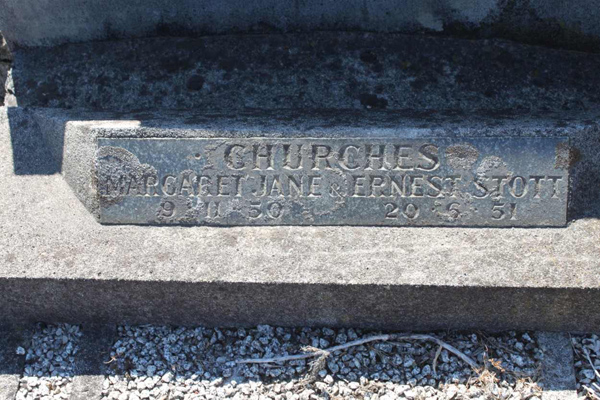 CHURCHES
MARGARET JANE & ERNEST STOTT
9 11 50 20 6 51